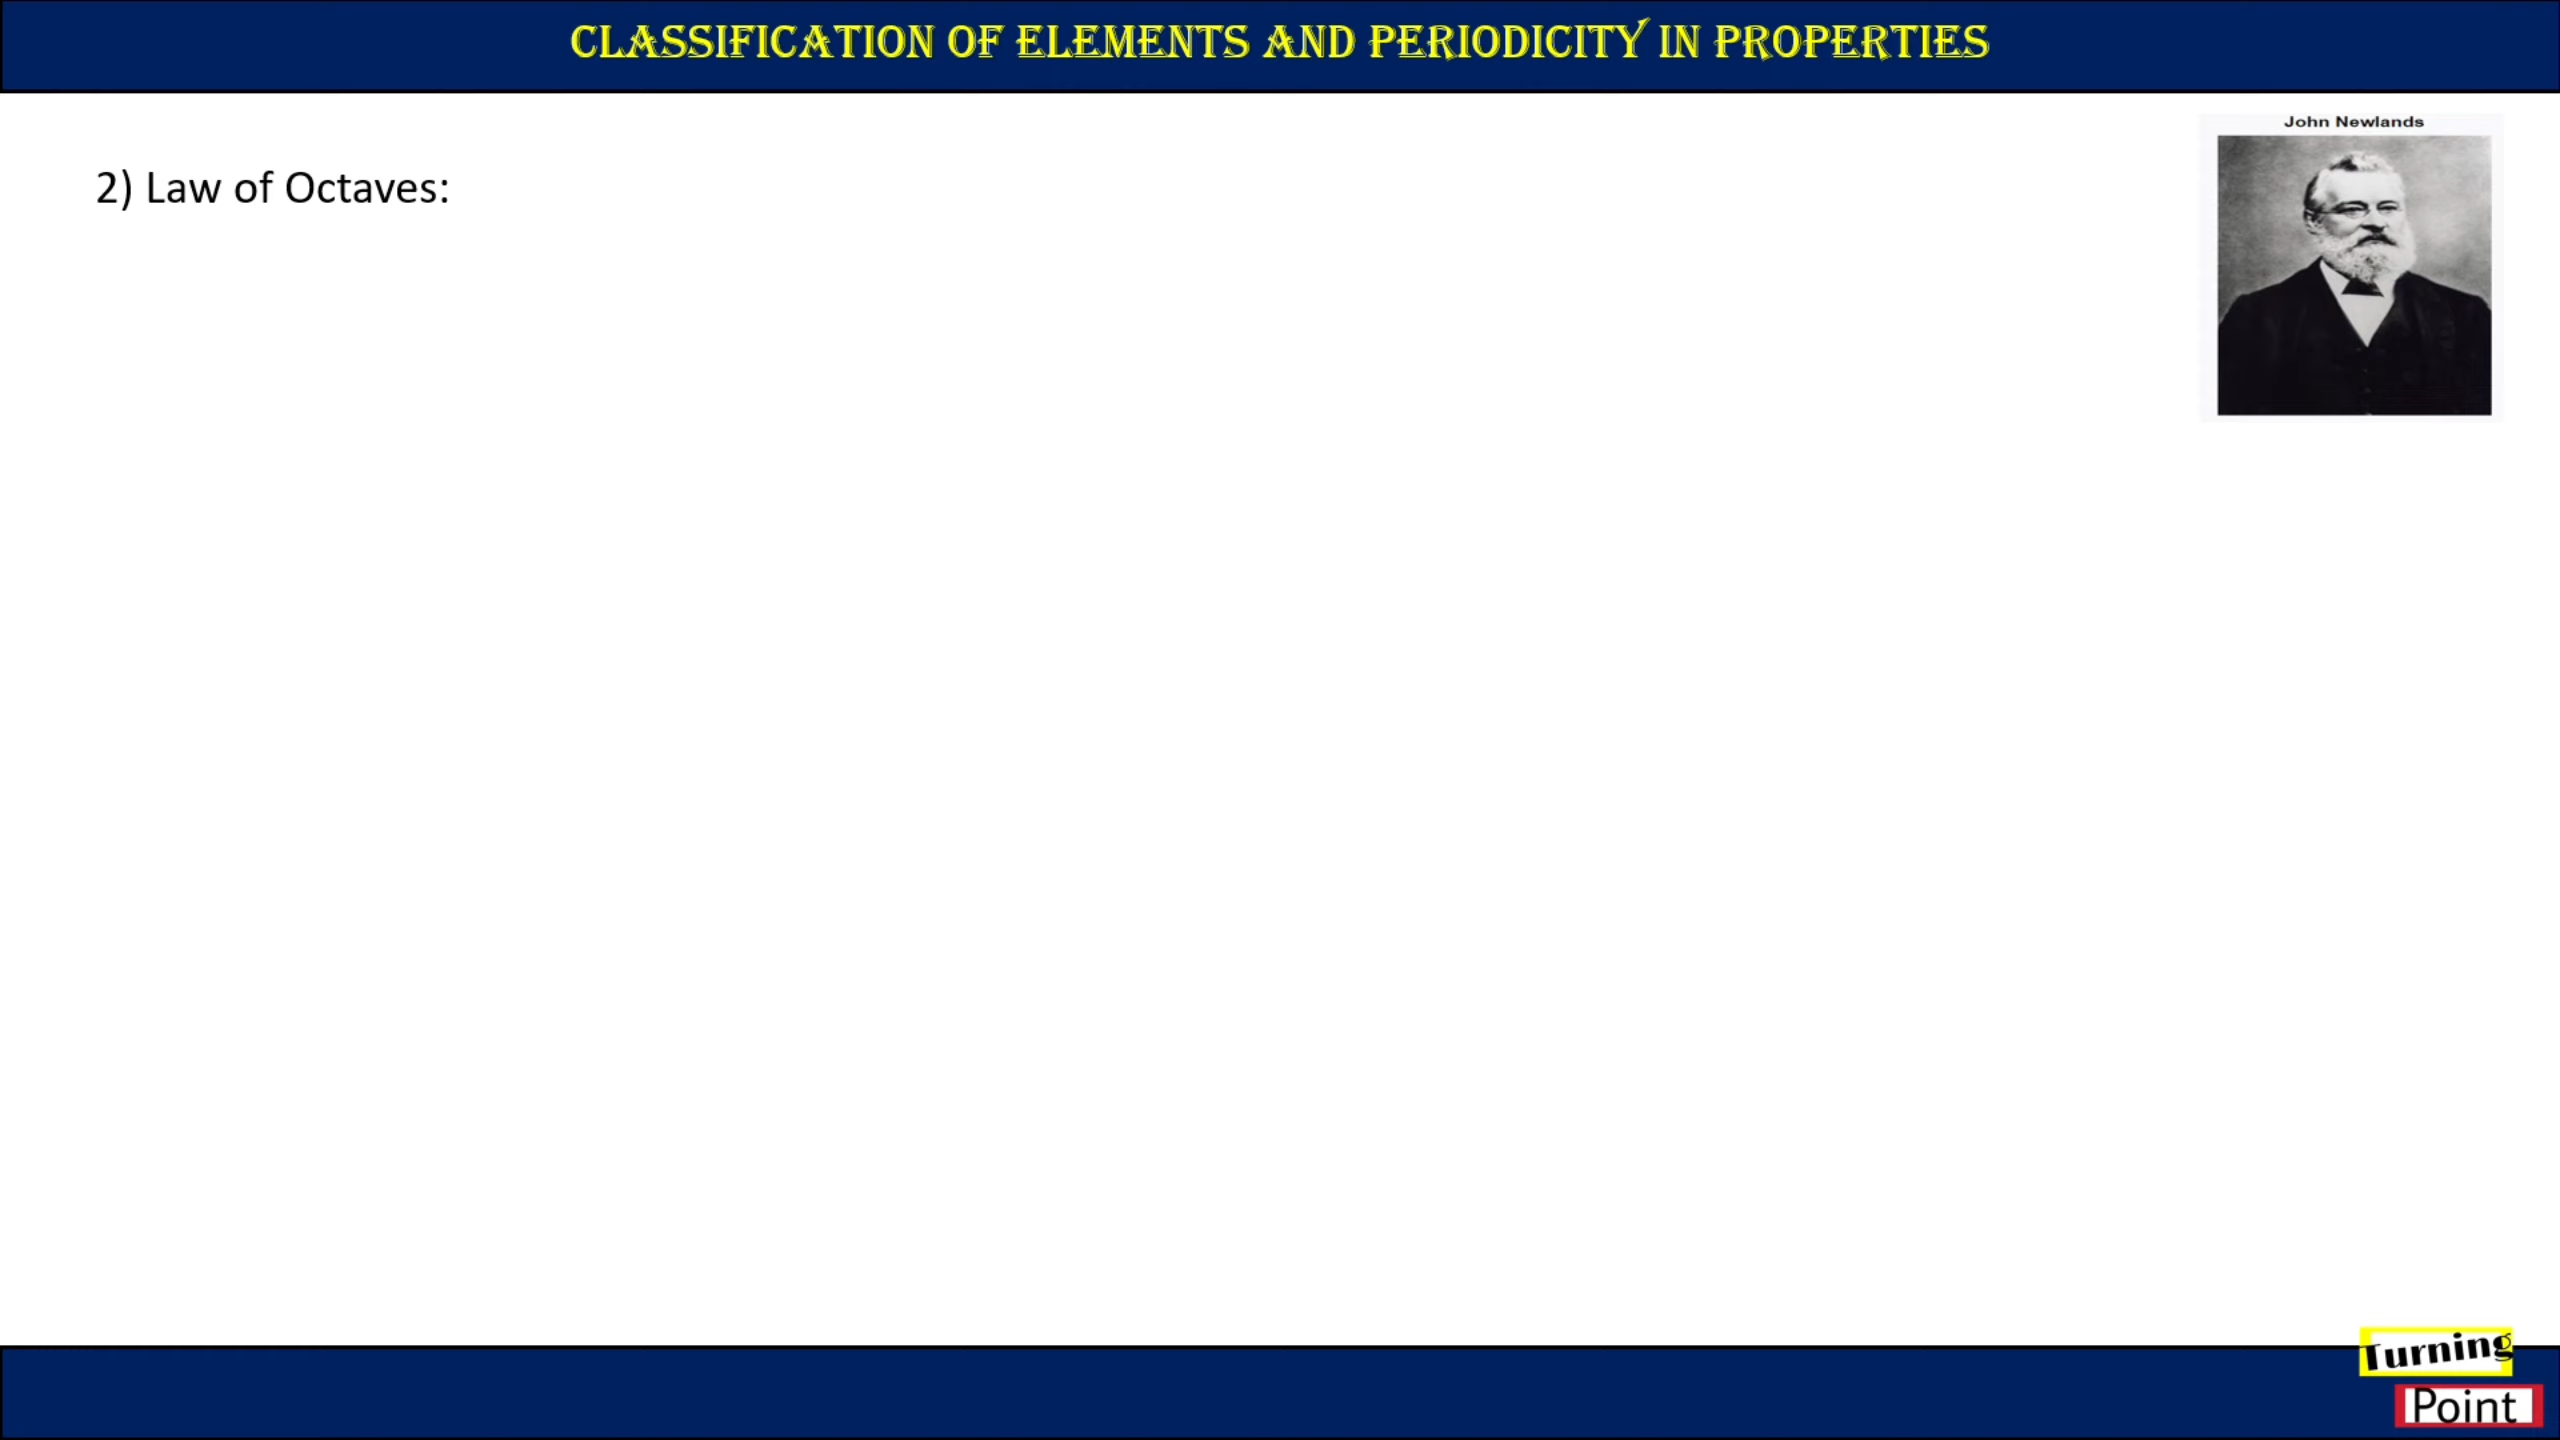 CLASSIFICATION OF ELEMENTS AND PERIODICITY IN PROPERTIES
John Newlands
2) Law of Octaves:
Turning
Point